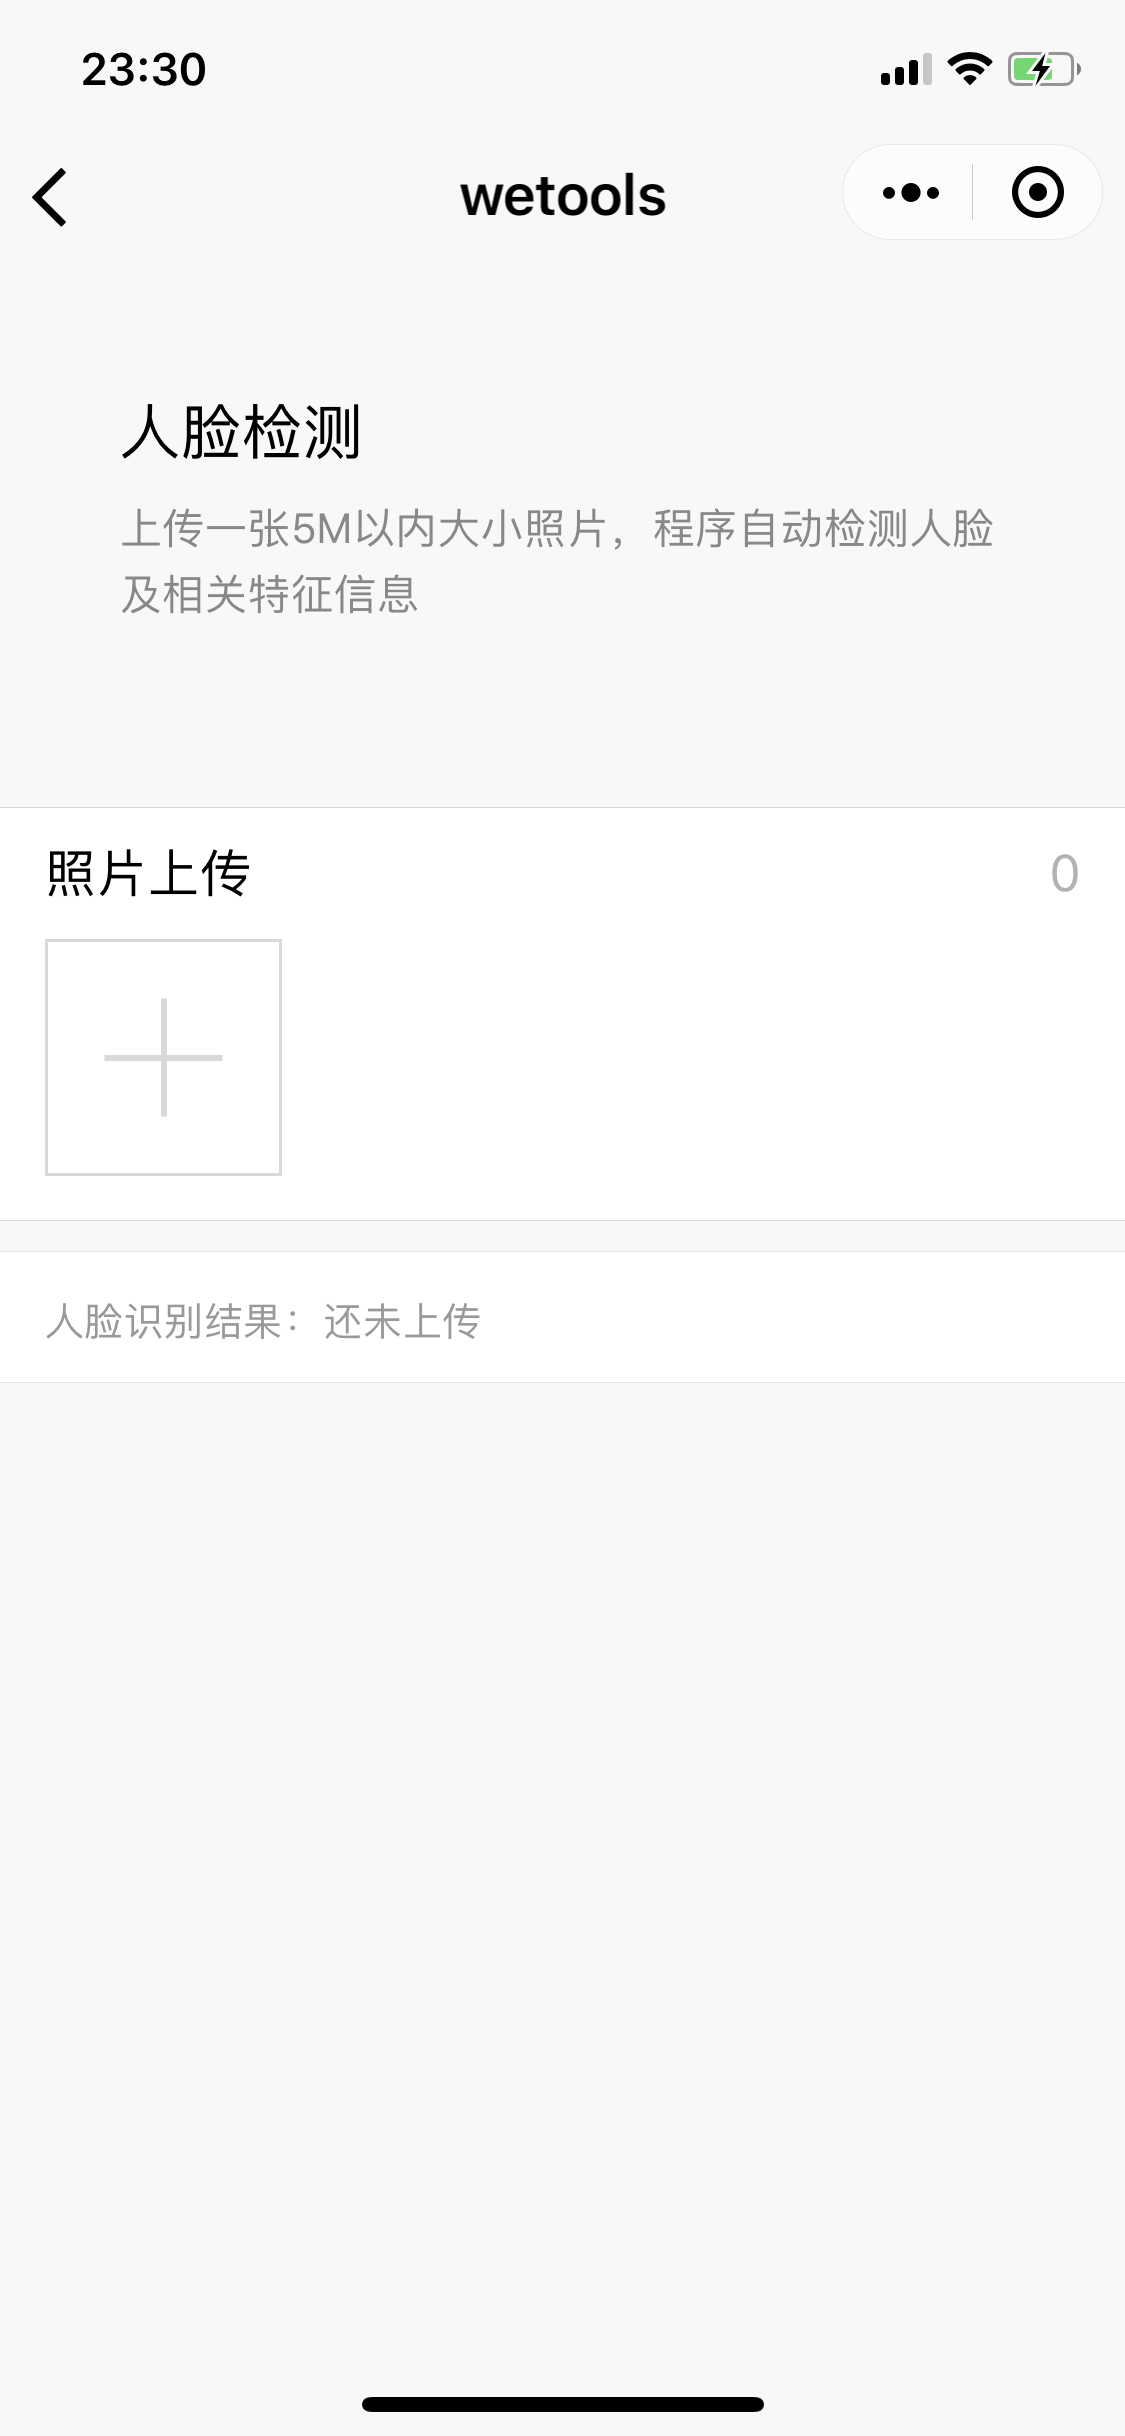 23:30
wetools
人脸检测
上传一张5M以内大小照片，程序自动检测人脸
及相关特征信息
照片上传
0
人脸识别结果：还未上传